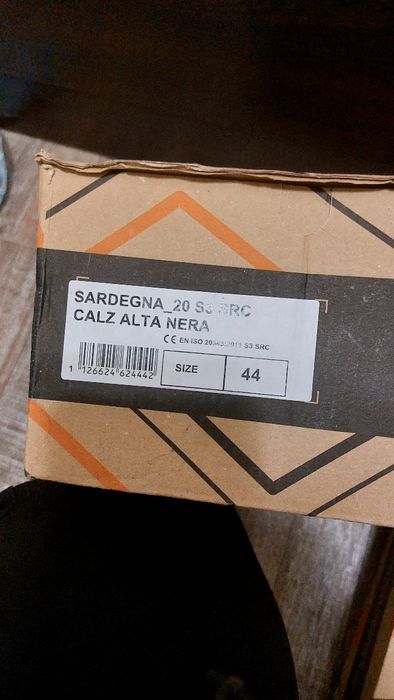 SARDEGNA_20 S3 SRC
CALZ ALTA NERA
CE EN ISO 20345:2011 S3 SRC
SIZE 44
1 126624 624442